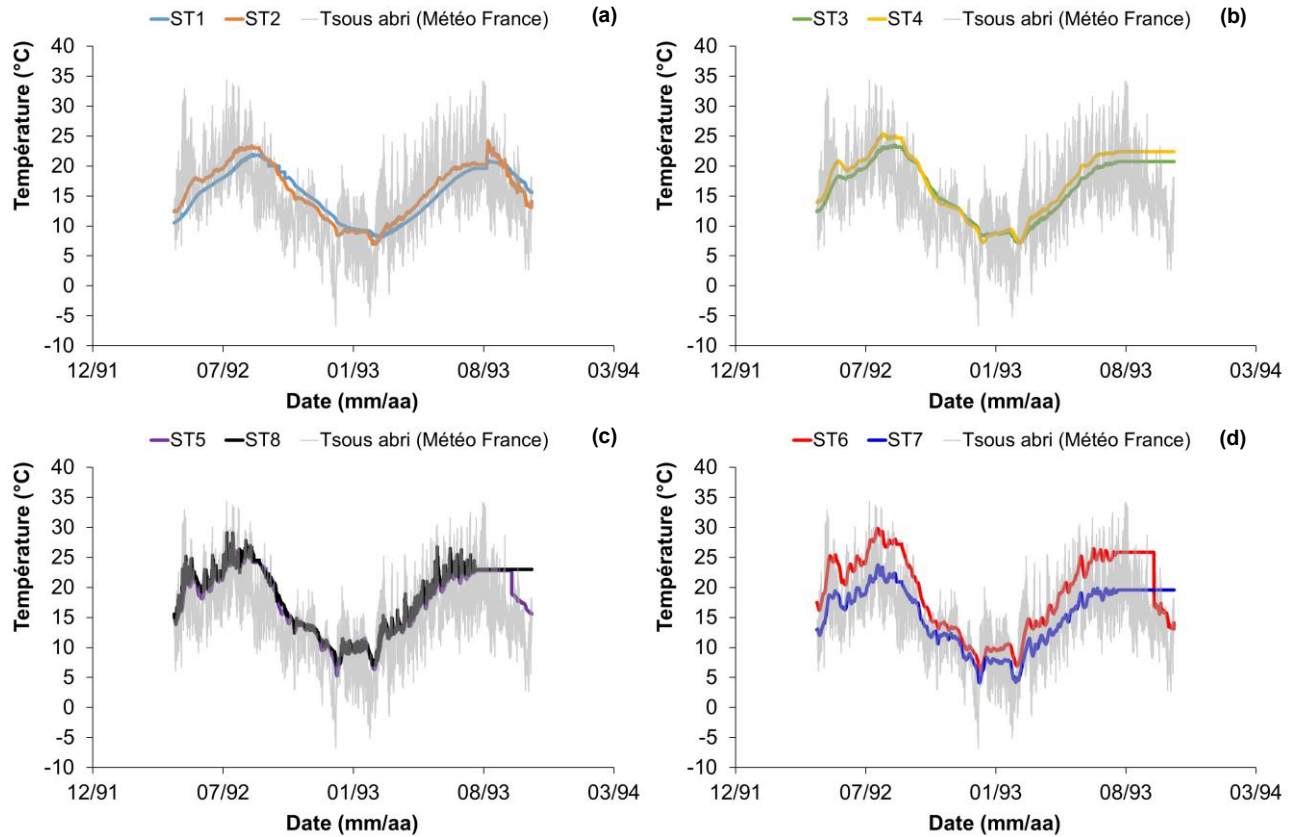 ST1 ST2 Tsous abri (Météo France) (a)
Température (°C)
40
35
30
25
20
15
10
5
0
-5
-10
12/91 07/92 01/93 08/93 03/94
Date (mm/aa)
ST3 ST4 Tsous abri (Météo France) (b)
Température (°C)
40
35
30
25
20
15
10
5
0
-5
-10
12/91 07/92 01/93 08/93 03/94
Date (mm/aa)
ST5 ST8 Tsous abri (Météo France) (c)
Température (°C)
40
35
30
25
20
15
10
5
0
-5
-10
12/91 07/92 01/93 08/93 03/94
Date (mm/aa)
ST6 ST7 Tsous abri (Météo France) (d)
Température (°C)
40
35
30
25
20
15
10
5
0
-5
-10
12/91 07/92 01/93 08/93 03/94
Date (mm/aa)